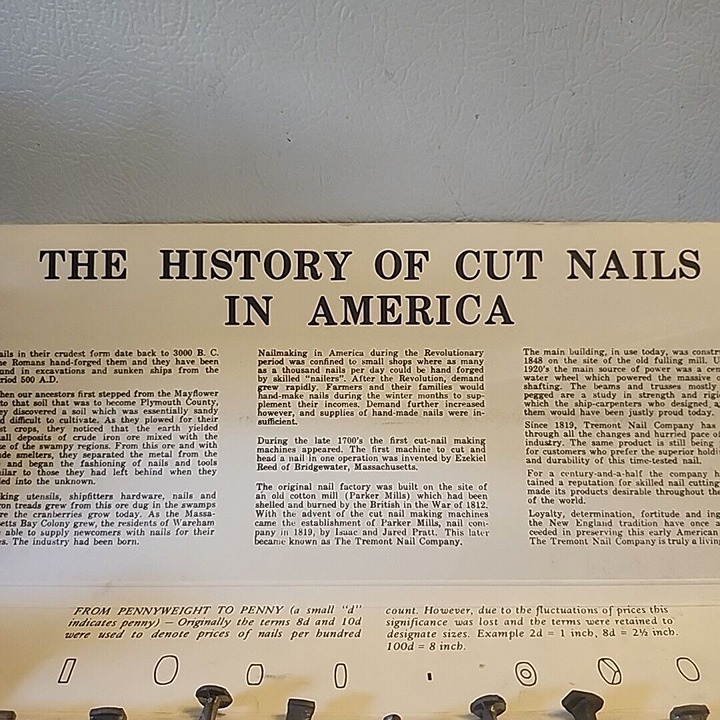 THE HISTORY OF CUT NAILS
IN AMERICA
ails in their crudest form date back to 3000 B. C.
e Romans hand-forged them and they have been
und in excavations and sunken ships from the
riod 500 A.D.
hen our ancestors first stepped from the Mayflower
to that soil that was to become Plymouth County,
ey discovered a soil which was essentially sandy
d difficult to cultivate. As they plowed for their
st crops, they noticed that the earth yielded
all deposits of crude iron ore mixed with the
se of the swampy regions. From this ore and with
ude smelters, they separated the metal from the
and began the fashioning of nails and tools
ilar to those they had left behind when they
led into the unknown.
king utensils, shipfitters hardware, nails and
on treads grew from this ore dug in the swamps
re the cranberries grow today. As the Massa-
setts Bay Colony grew, the residents of Wareham
able to supply newcomers with nails for their
es. The industry had been born.
Nailmaking in America during the Revolutionary
period was confined to small shops where as many
as a thousand nails per day could be hand forged
by skilled "nailers". After the Revolution, demand
grew rapidly. Farmers and their families would
hand-make nails during the winter months to sup-
plement their incomes. Demand further increased
however, and supplies of hand-made nails were in-
sufficient.
During the late 1700's the first cut-nail making
machines appeared. The first machine to cut and
head a nail in one operation was invented by Ezekiel
Reed of Bridgewater, Massachusetts.
The original nail factory was built on the site of
an old cotton mill (Parker Mills) which had been
shelled and burned by the British in the War of 1812.
With the advent of the cut nail making machines
came the establishment of Parker Mills, nail com-
pany in 1819, by Isaac and Jared Pratt. This later
became known as The Tremont Nail Company.
The main building, in use today, was constr
1848 on the site of the old fulling mill. U
1920's the main source of power was a cen
water wheel which powered the massive
shafting. The beams and trusses mostly
pegged are a study in strength and rigi
which the ship-carpenters who designed a
them would have been justly proud today.
Since 1819, Tremont Nail Company has
through all the changes and hurried pace of
industry. The same product is still being
for customers who prefer the superior holdi
and durability of this time-tested nail.
For a century-and-a-half the company h
tained a reputation for skilled nail cutting
made its products desirable throughout the
of the world.
Loyalty, determination, fortitude and ing
the New England tradition have once a
ceeded in preserving this early American
The Tremont Nail Company is truly a livin
FROM PENNYWEIGHT TO PENNY (a small "d"
indicates penny) — Originally the terms 8d and 10d
were used to denote prices of nails per hundred
count. However, due to the fluctuations of prices this
significance was lost and the terms were retained to
designate sizes. Example 2d = 1 inch, 8d = 2½ inch.
100d = 8 inch.